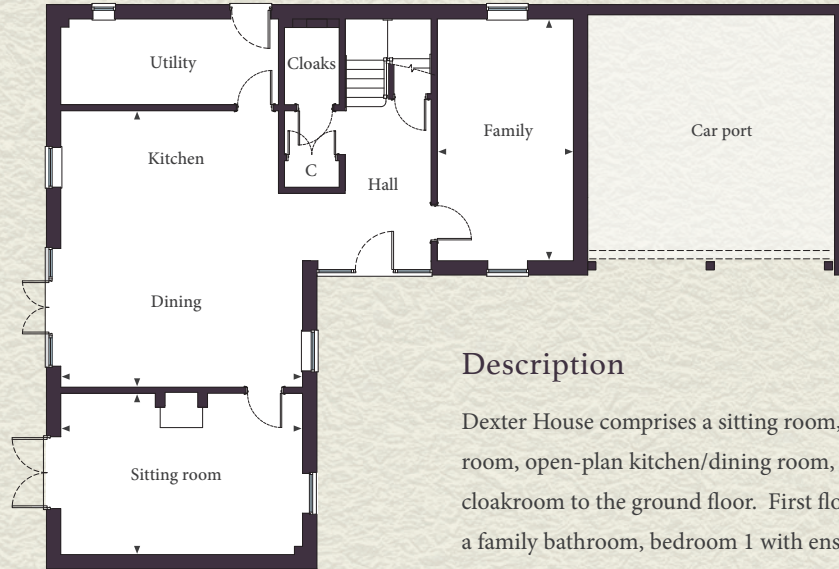 Utility
Cloaks
Kitchen
Family
Car port
C
Hall
Dining
Sitting room
Description
Dexter House comprises a sitting room,
room, open-plan kitchen/dining room,
cloakroom to the ground floor. First flo
a family bathroom, bedroom 1 with ens